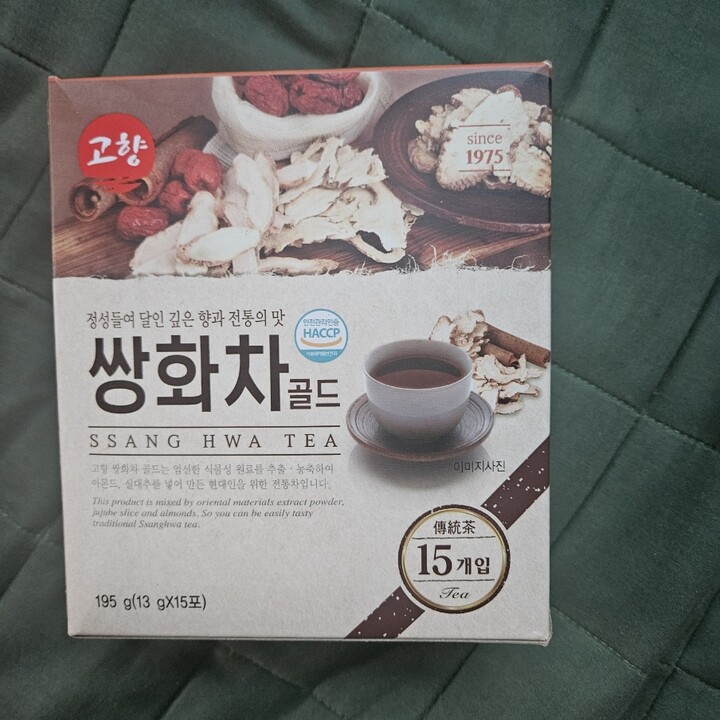 고향
since
1975
정성들여 달인 깊은 향과 전통의 맛
안전관리인증
HACCP
쌍화차골드
SSANG HWA TEA
고향 쌍화차 골드는 엄선한 식물성 원료를 추출·농축하여
아몬드, 실대추를 넣어 만든 현대인을 위한 전통차입니다.
This product is mixed by oriental materials extract powder,
jujube slice and almonds. So you can be easily tasty
traditional Ssanghwa tea.
이미지사진
傳統茶
15개입
Tea
195 g(13 gX15포)